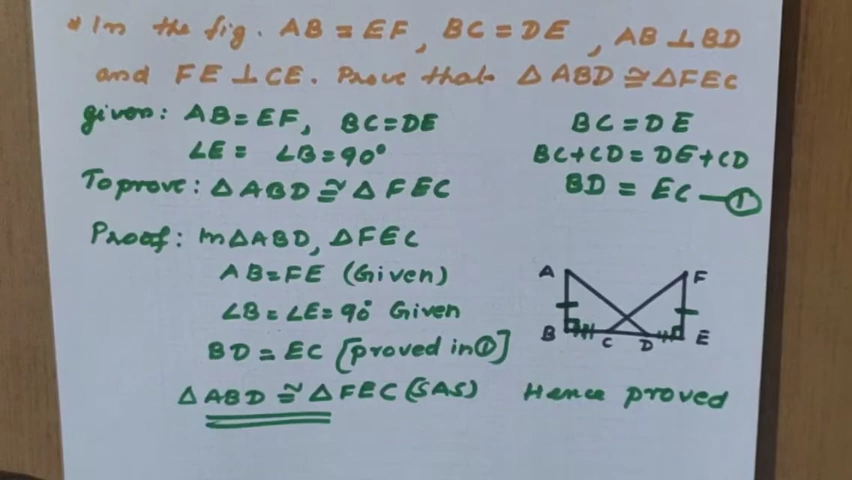 * In the fig. AB = EF, BC = DE, AB ⊥ BD
and FE ⊥ CE. Prove that △ABD ≅ △FEC
given: AB = EF, BC = DE
∠E = ∠B = 90°
To prove: △ABD ≅ △FEC
BC = DE
BC + CD = DE + CD
BD = EC —①
Proof: In △ABD, △FEC
AB = FE (Given)
∠B = ∠E = 90° Given
BD = EC [proved in ①]
△ABD ≅ △FEC (SAS)
Hence proved
A F
B C D E